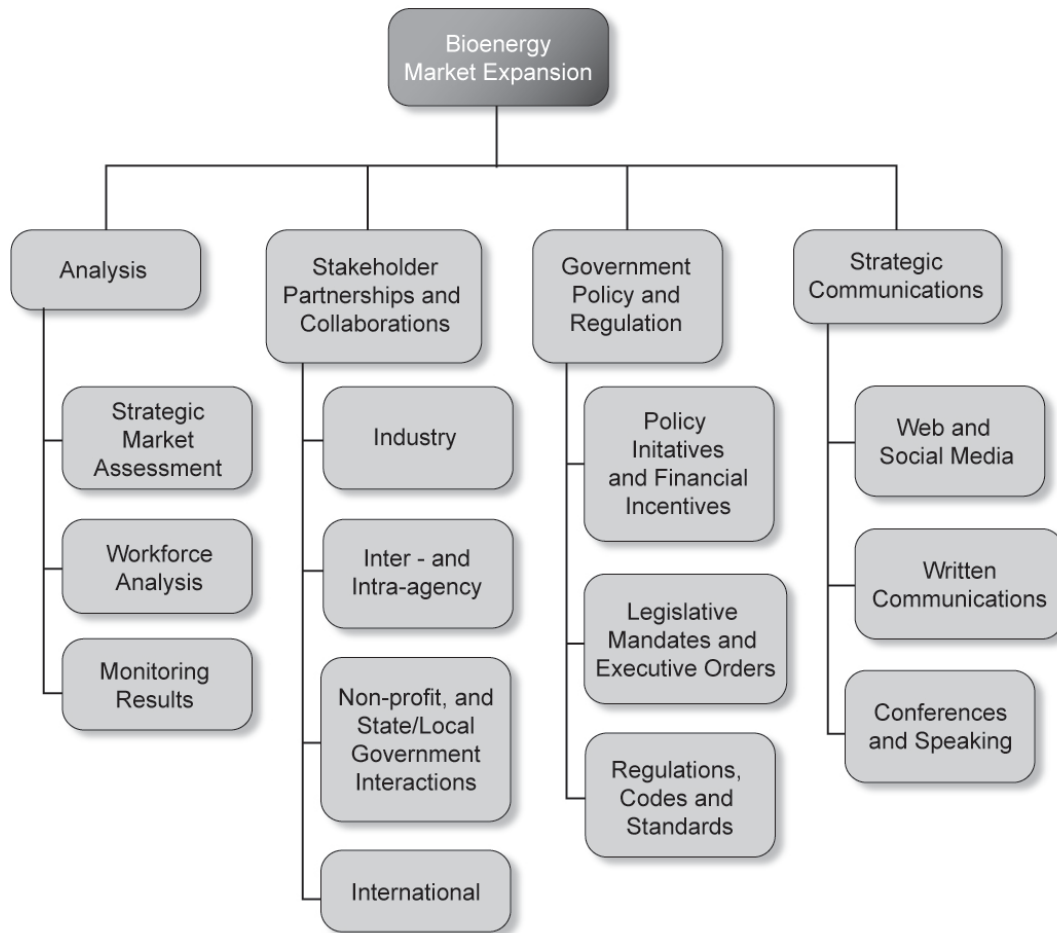 Bioenergy
Market Expansion
Analysis
Strategic
Market
Assessment
Workforce
Analysis
Monitoring
Results
Stakeholder
Partnerships and
Collaborations
Industry
Inter - and
Intra-agency
Non-profit, and
State/Local
Government
Interactions
International
Government
Policy and
Regulation
Policy
Initatives
and Financial
Incentives
Legislative
Mandates and
Executive Orders
Regulations,
Codes and
Standards
Strategic
Communications
Web and
Social Media
Written
Communications
Conferences
and Speaking